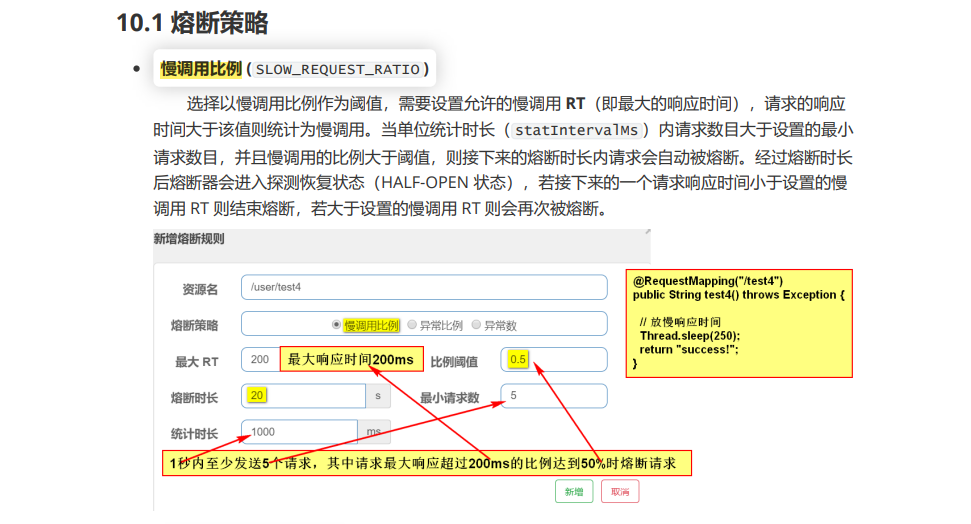 10.1 熔断策略
慢调用比例 (SLOW_REQUEST_RATIO)
选择以慢调用比例作为阈值，需要设置允许的慢调用 RT（即最大的响应时间），请求的响应
时间大于该值则统计为慢调用。当单位统计时长（statIntervalMs）内请求数目大于设置的最小
请求数目，并且慢调用的比例大于阈值，则接下来的熔断时长内请求会自动被熔断。经过熔断时长
后熔断器会进入探测恢复状态（HALF-OPEN 状态），若接下来的一个请求响应时间小于设置的慢
调用 RT 则结束熔断，若大于设置的慢调用 RT 则会再次被熔断。
新增熔断规则
资源名 /user/test4
熔断策略 慢调用比例 异常比例 异常数
最大 RT 200 最大响应时间200ms 比例阈值 0.5
熔断时长 20 s 最小请求数 5
统计时长 1000 ms
1秒内至少发送5个请求，其中请求最大响应超过200ms的比例达到50%时熔断请求
新增 取消
@RequestMapping("/test4")
public String test4() throws Exception {
// 放慢响应时间
Thread.sleep(250);
return "success!";
}